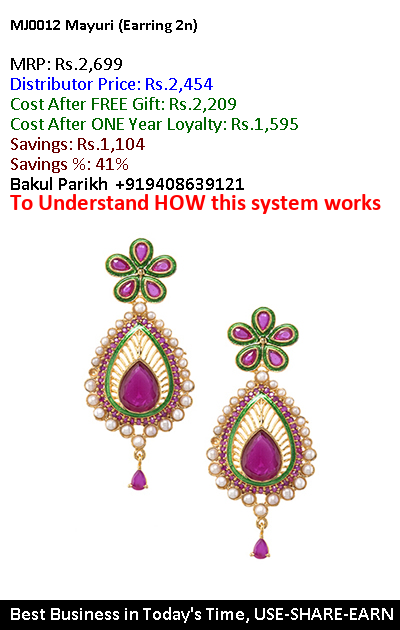 MJ0012 Mayuri (Earring 2n)
MRP: Rs.2,699
Distributor Price: Rs.2,454
Cost After FREE Gift: Rs.2,209
Cost After ONE Year Loyalty: Rs.1,595
Savings: Rs.1,104
Savings %: 41%
Bakul Parikh +919408639121
To Understand HOW this system works
Best Business in Today's Time, USE-SHARE-EARN